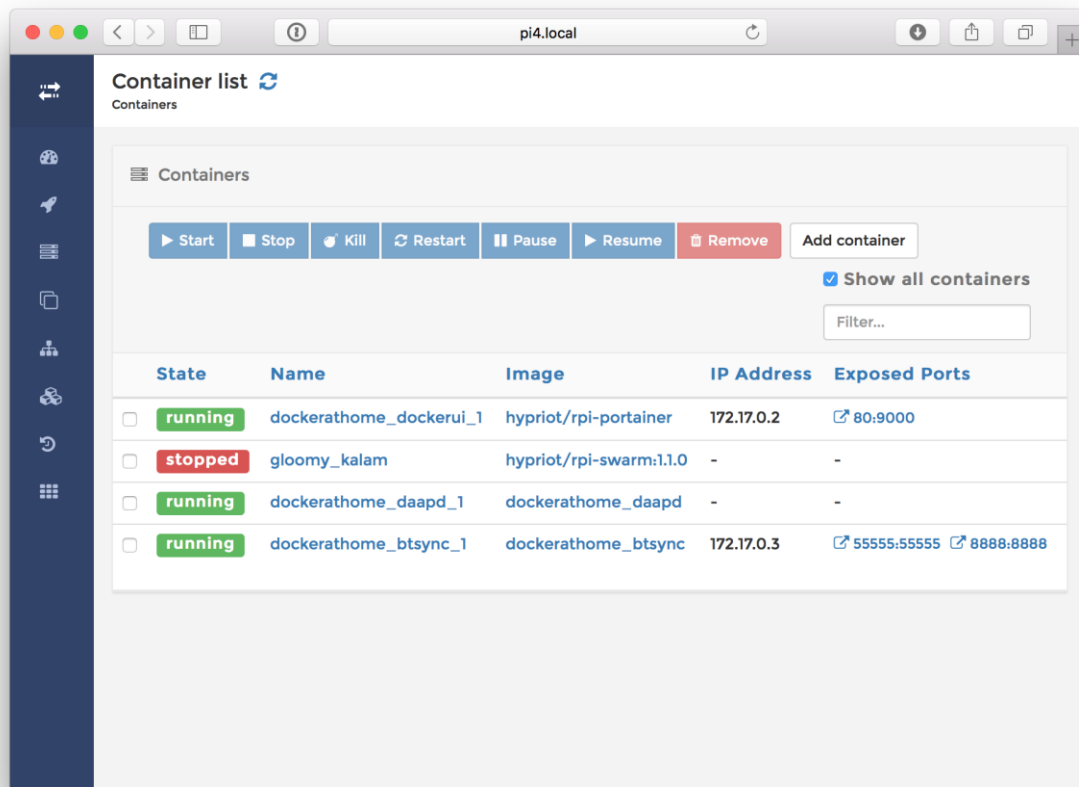 pi4.local
Container list
Containers
Containers
Start Stop Kill Restart Pause Resume Remove Add container
Show all containers
Filter...
State Name Image IP Address Exposed Ports
running dockerathome_dockerui_1 hypriot/rpi-portainer 172.17.0.2 80:9000
stopped gloomy_kalam hypriot/rpi-swarm:1.1.0 - -
running dockerathome_daapd_1 dockerathome_daapd - -
running dockerathome_btsync_1 dockerathome_btsync 172.17.0.3 55555:55555 8888:8888